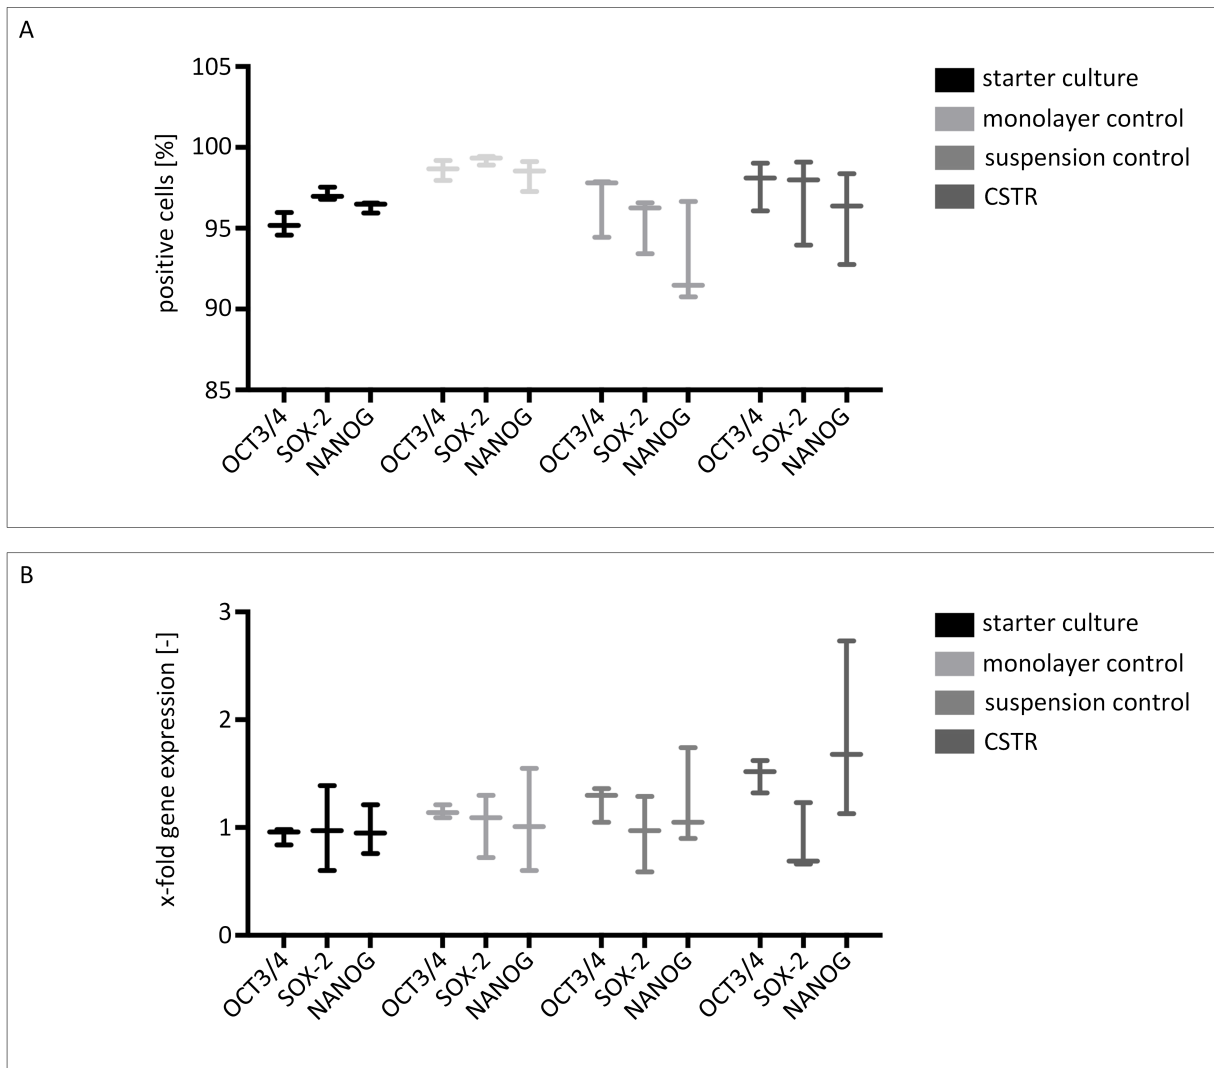 A
105
100
95
90
85
positive cells [%]
OCT3/4
SOX-2
NANOG
OCT3/4
SOX-2
NANOG
OCT3/4
SOX-2
NANOG
OCT3/4
SOX-2
NANOG
starter culture
monolayer control
suspension control
CSTR
B
3
2
1
0
x-fold gene expression [-]
OCT3/4
SOX-2
NANOG
OCT3/4
SOX-2
NANOG
OCT3/4
SOX-2
NANOG
OCT3/4
SOX-2
NANOG
starter culture
monolayer control
suspension control
CSTR